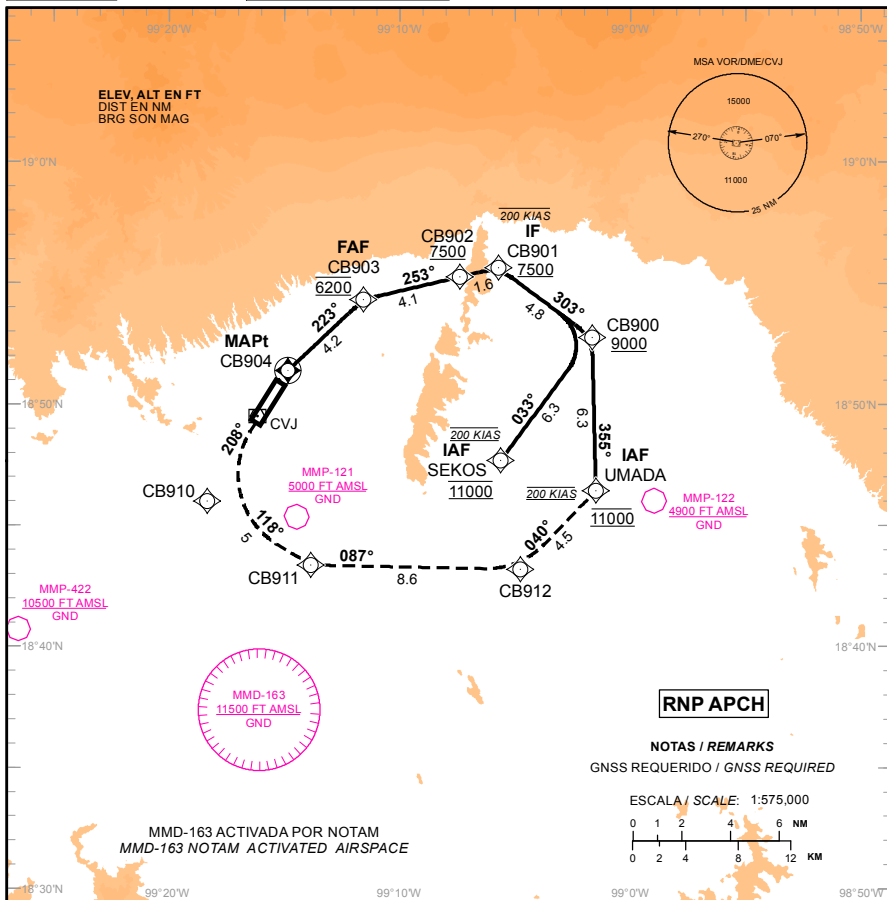 99°20'W
99°10'W
99°0'W
98°50'W
MSA VOR/DME/CVJ
15000
270°
070°
11000
25 NM
ELEV, ALT EN FT
DIST EN NM
BRG SON MAG
19°0'N
19°0'N
200 KIAS
IF
CB901
7500
CB902
7500
FAF
CB903
6200
253°
4.1
1.6
303°
4.8
223°
4.2
CB900
9000
MAPt
CB904
18°50'N
18°50'N
CVJ
208°
033°
6.3
6.3
355°
200 KIAS
IAF
SEKOS
11000
IAF
UMADA
200 KIAS
11000
MMP-121
5000 FT AMSL
GND
MMP-122
4900 FT AMSL
GND
CB910
118°
5
CB911
087°
8.6
040°
4.5
CB912
MMP-422
10500 FT AMSL
GND
18°40'N
18°40'N
MMD-163
11500 FT AMSL
GND
RNP APCH
NOTAS / REMARKS
GNSS REQUERIDO / GNSS REQUIRED
ESCALA / SCALE: 1:575,000
0 1 2 4 6 NM
0 2 4 8 12 KM
MMD-163 ACTIVADA POR NOTAM
MMD-163 NOTAM ACTIVATED AIRSPACE
18°30'N
18°30'N
99°20'W
99°10'W
99°0'W
98°50'W